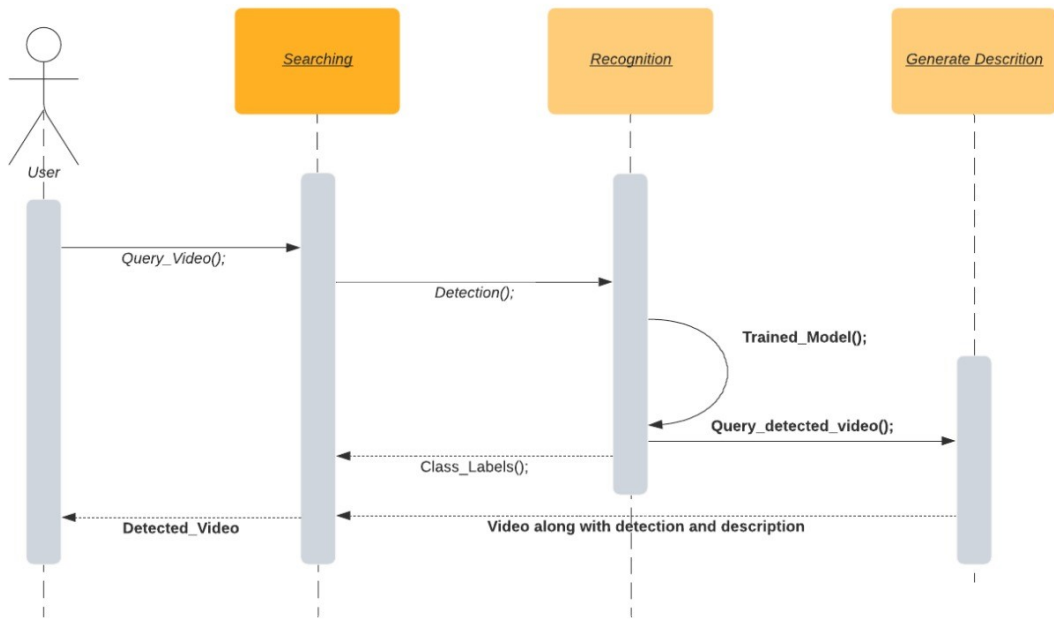 Searching
Recognition
Generate Descrition
User
Query_Video();
Detection();
Trained_Model();
Query_detected_video();
Class_Labels();
Detected_Video
Video along with detection and description